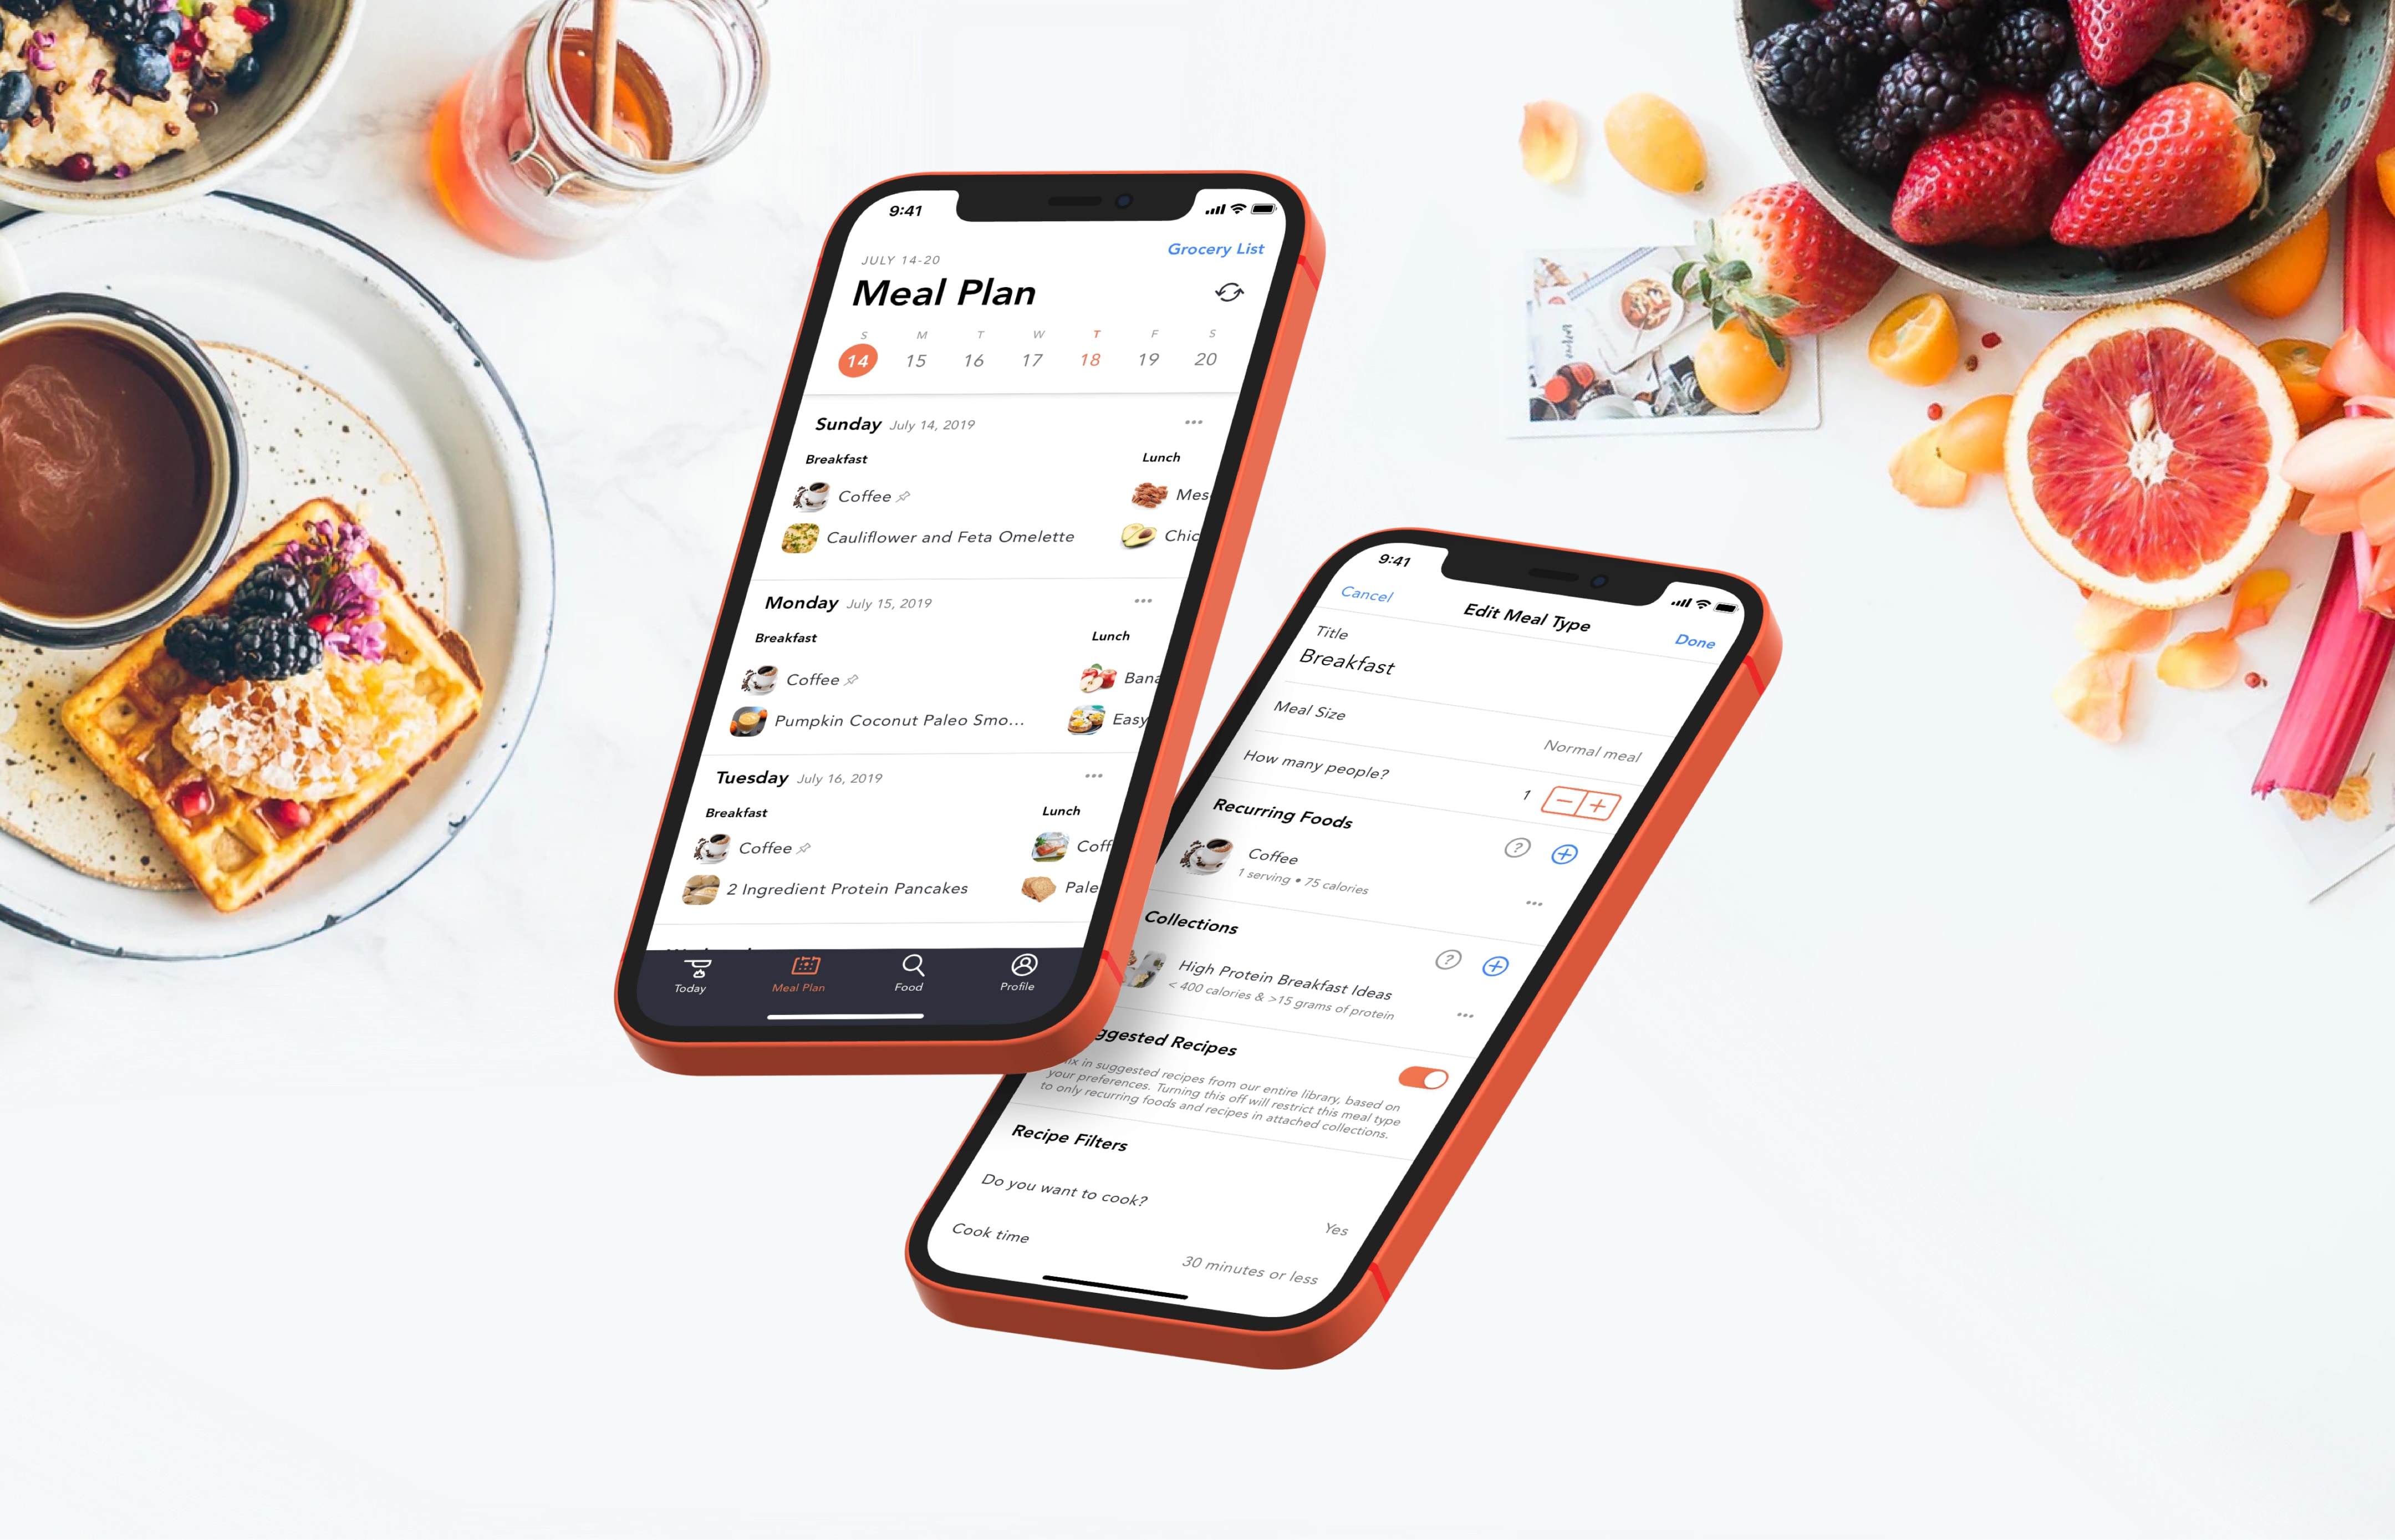 9:41
Grocery List
JULY 14-20
Meal Plan
S M T W T F S
14 15 16 17 18 19 20
Sunday July 14, 2019
Breakfast Lunch
Coffee Mes
Cauliflower and Feta Omelette Chic
Monday July 15, 2019
Breakfast Lunch
Coffee Bana
Pumpkin Coconut Paleo Smo... Easy
Tuesday July 16, 2019
Breakfast Lunch
Coffee Coff
2 Ingredient Protein Pancakes Pale
Today Meal Plan Food Profile
9:41
Cancel Edit Meal Type Done
Title
Breakfast
Meal Size Normal meal
How many people? 1
Recurring Foods
Coffee
1 serving • 75 calories
Collections
High Protein Breakfast Ideas
< 400 calories & >15 grams of protein
ggested Recipes
ix in suggested recipes from our entire library, based on
your preferences. Turning this off will restrict this meal type
to only recurring foods and recipes in attached collections.
Recipe Filters
Do you want to cook? Yes
Cook time 30 minutes or less